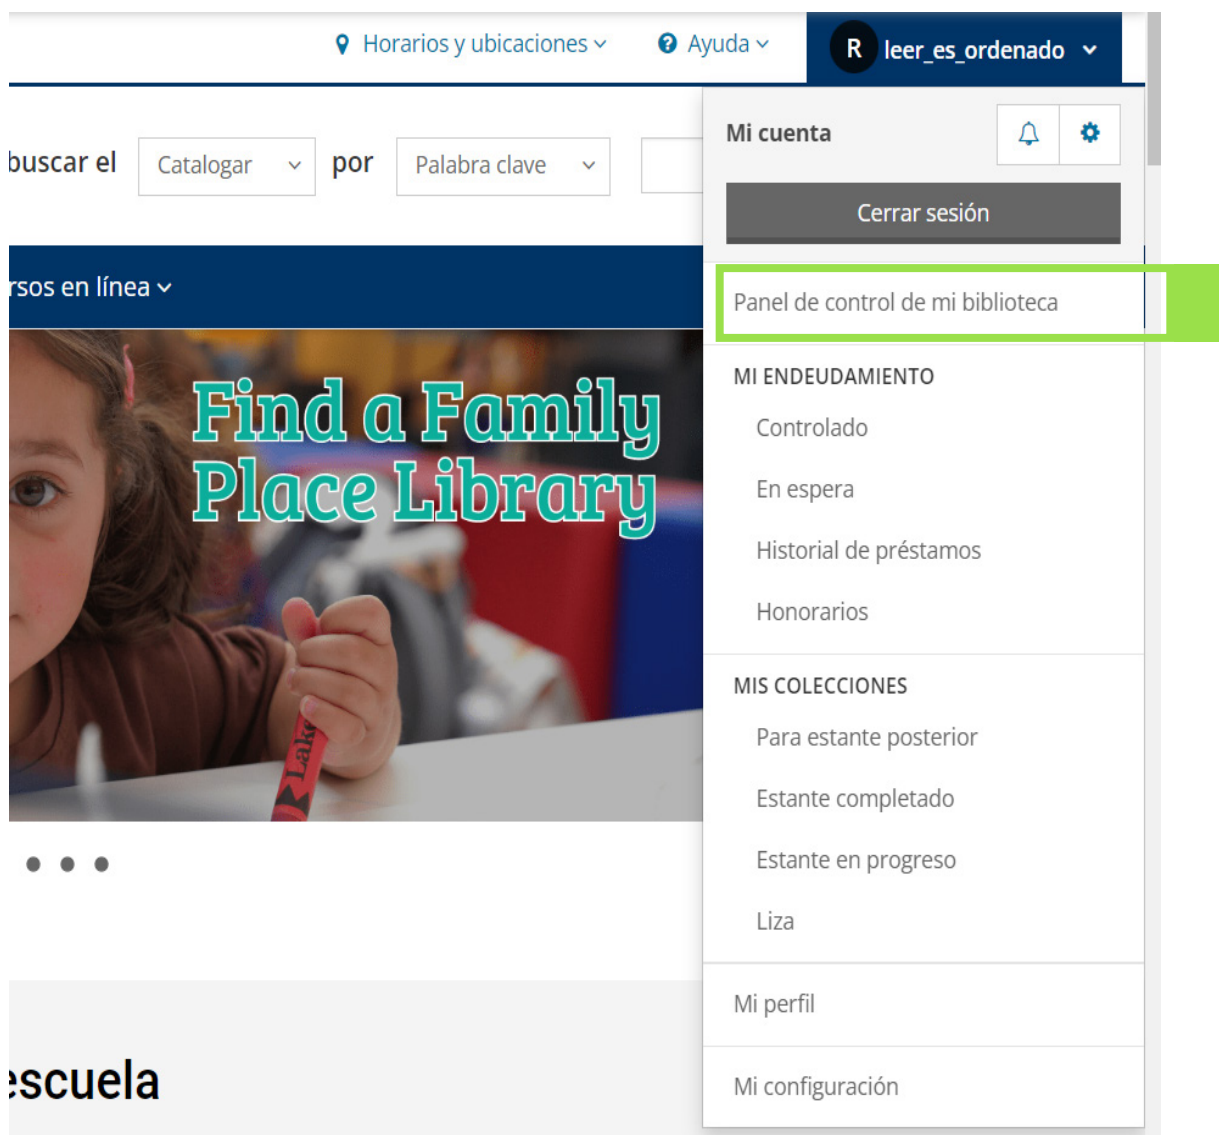 Horarios y ubicaciones
Ayuda
R leer_es_ordenado
buscar el Catalogar por Palabra clave
Mi cuenta
Cerrar sesión
rsos en línea
Panel de control de mi biblioteca
MI ENDEUDAMIENTO
Controlado
En espera
Historial de préstamos
Honorarios
MIS COLECCIONES
Para estante posterior
Estante completado
Estante en progreso
Liza
Mi perfil
Mi configuración
Find a Family
Place Library
Lake
escuela